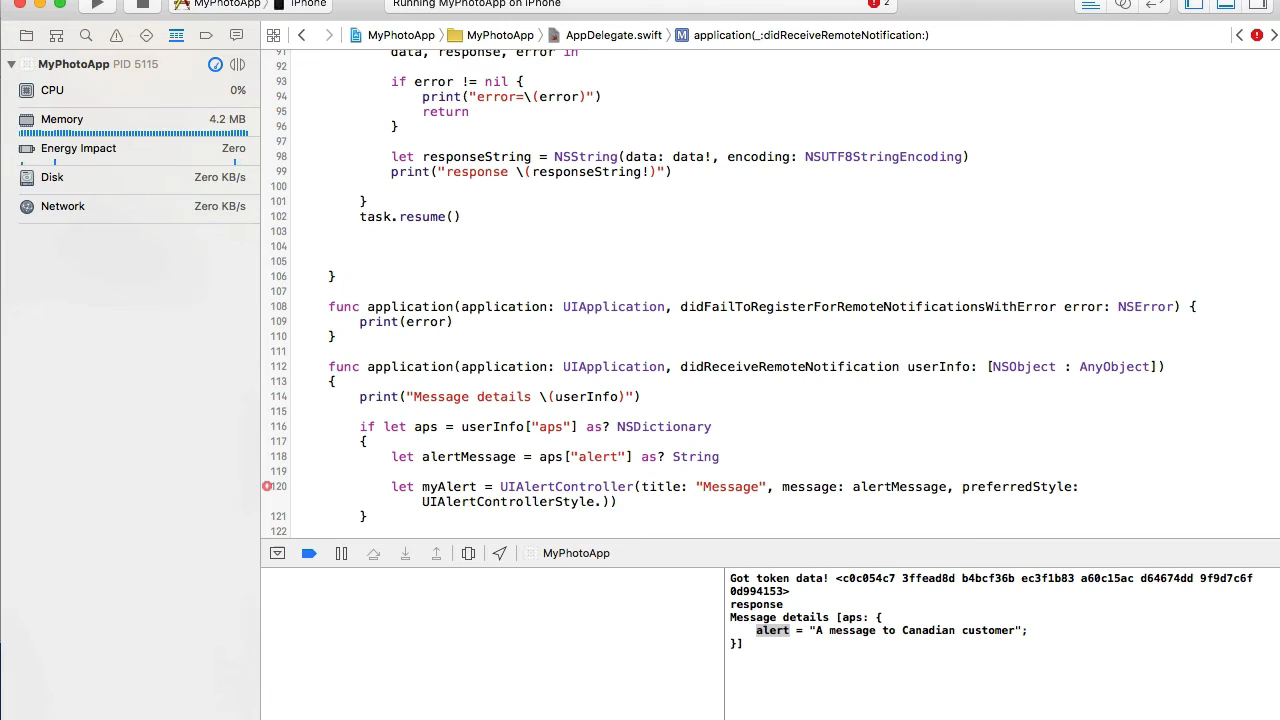 MyPhotoApp iPhone Running MyPhotoApp on iPhone 2
MyPhotoApp MyPhotoApp AppDelegate.swift M application(_:didReceiveRemoteNotification:)
MyPhotoApp PID 5115
CPU 0%
Memory 4.2 MB
Energy Impact Zero
Disk Zero KB/s
Network Zero KB/s
91 data, response, error in
92
93 if error != nil {
94 print("error=\(error)")
95 return
96 }
97
98 let responseString = NSString(data: data!, encoding: NSUTF8StringEncoding)
99 print("response \(responseString!)")
100
101 }
102 task.resume()
103
104
105
106 }
107
108 func application(application: UIApplication, didFailToRegisterForRemoteNotificationsWithError error: NSError) {
109 print(error)
110 }
111
112 func application(application: UIApplication, didReceiveRemoteNotification userInfo: [NSObject : AnyObject])
113 {
114 print("Message details \(userInfo)")
115
116 if let aps = userInfo["aps"] as? NSDictionary
117 {
118 let alertMessage = aps["alert"] as? String
119
120 let myAlert = UIAlertController(title: "Message", message: alertMessage, preferredStyle:
UIAlertControllerStyle.))
121 }
122
MyPhotoApp
Got token data! <c0c054c7 3ffead8d b4bcf36b ec3f1b83 a60c15ac d64674dd 9f9d7c6f
0d994153>
response
Message details [aps: {
alert = "A message to Canadian customer";
}]